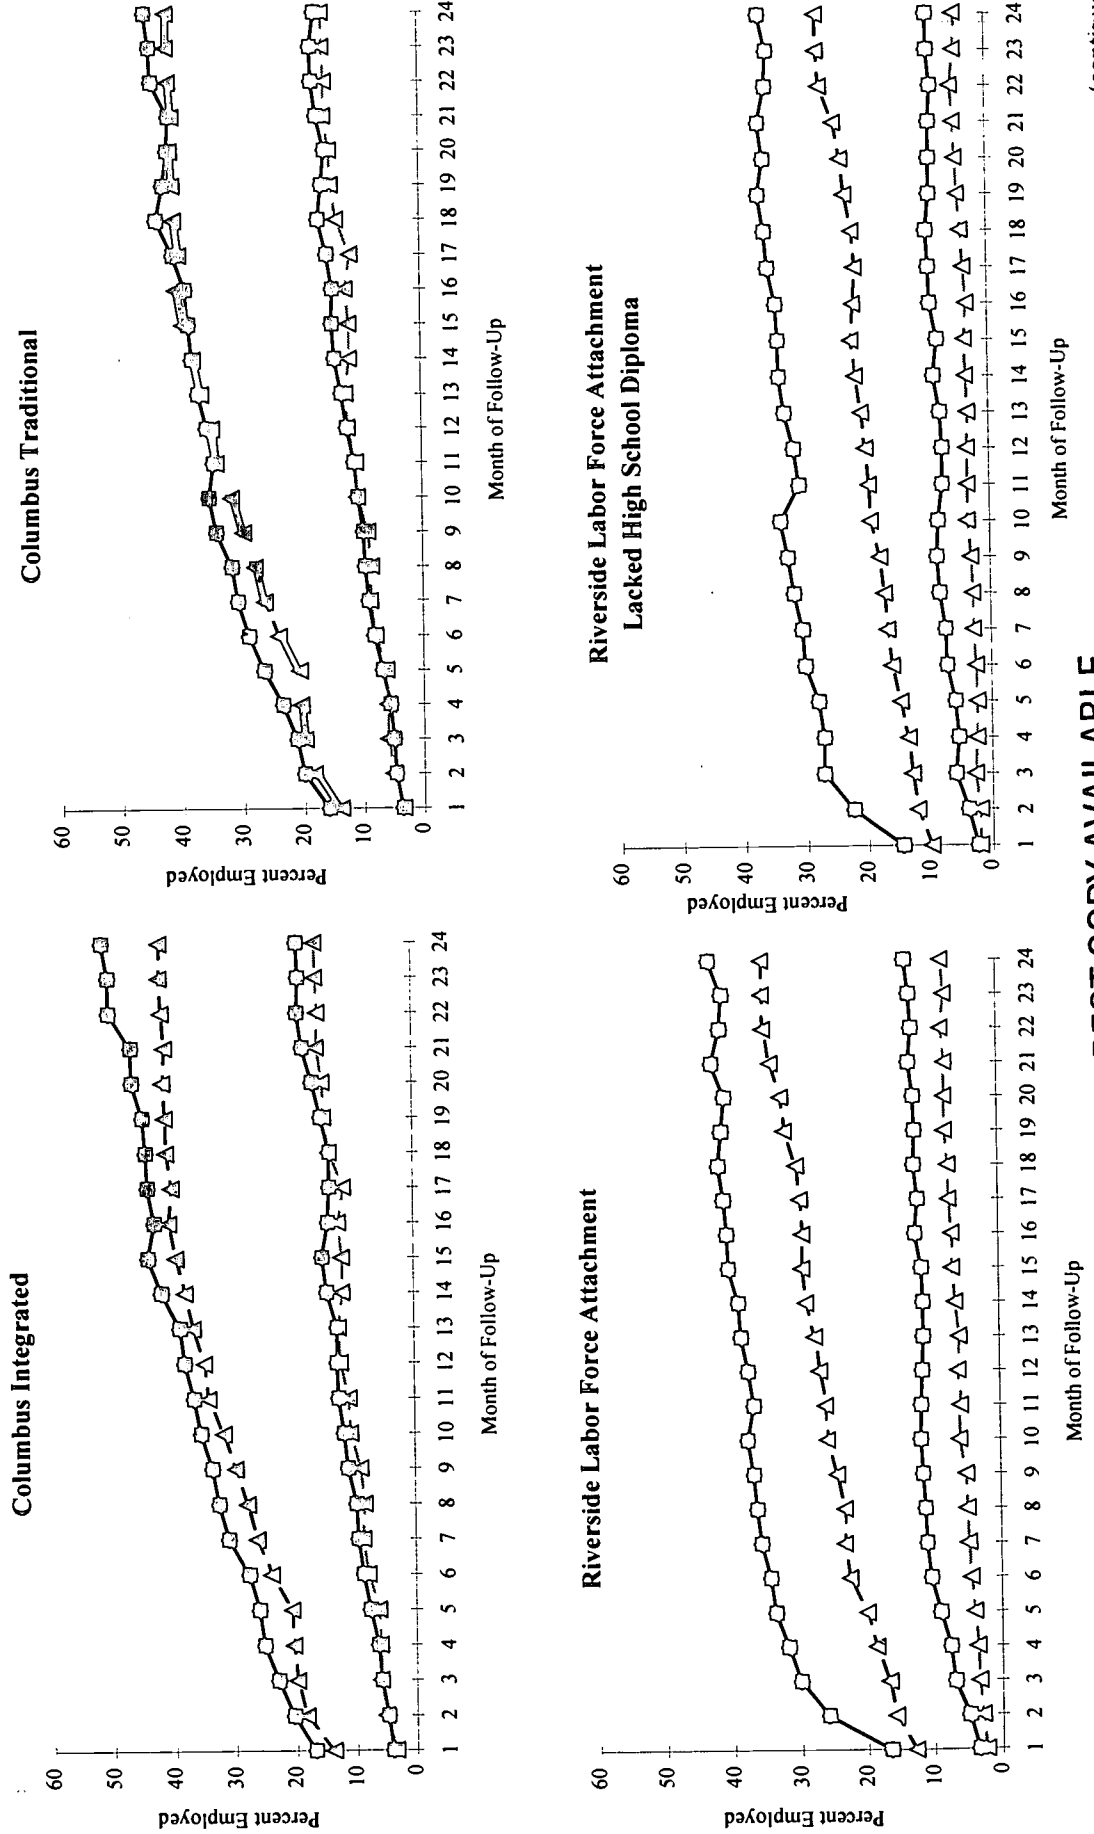 Columbus Integrated
Percent Employed
60
50
40
30
20
10
0
1 2 3 4 5 6 7 8 9 10 11 12 13 14 15 16 17 18 19 20 21 22 23 24
Month of Follow-Up
Columbus Traditional
Percent Employed
60
50
40
30
20
10
0
1 2 3 4 5 6 7 8 9 10 11 12 13 14 15 16 17 18 19 20 21 22 23 24
Month of Follow-Up
Riverside Labor Force Attachment
Percent Employed
60
50
40
30
20
10
0
1 2 3 4 5 6 7 8 9 10 11 12 13 14 15 16 17 18 19 20 21 22 23 24
Month of Follow-Up
Riverside Labor Force Attachment
Lacked High School Diploma
Percent Employed
60
50
40
30
20
10
0
1 2 3 4 5 6 7 8 9 10 11 12 13 14 15 16 17 18 19 20 21 22 23 24
Month of Follow-Up
BEST COPY AVAILABLE